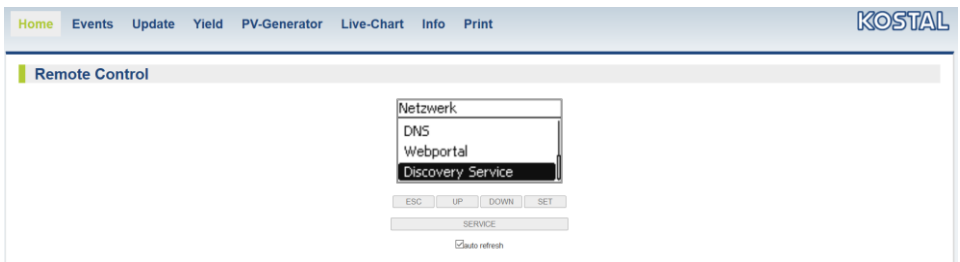 Home Events Update Yield PV-Generator Live-Chart Info Print KOSTAL
Remote Control
Netzwerk
DNS
Webportal
Discovery Service
ESC UP DOWN SET
SERVICE
auto refresh